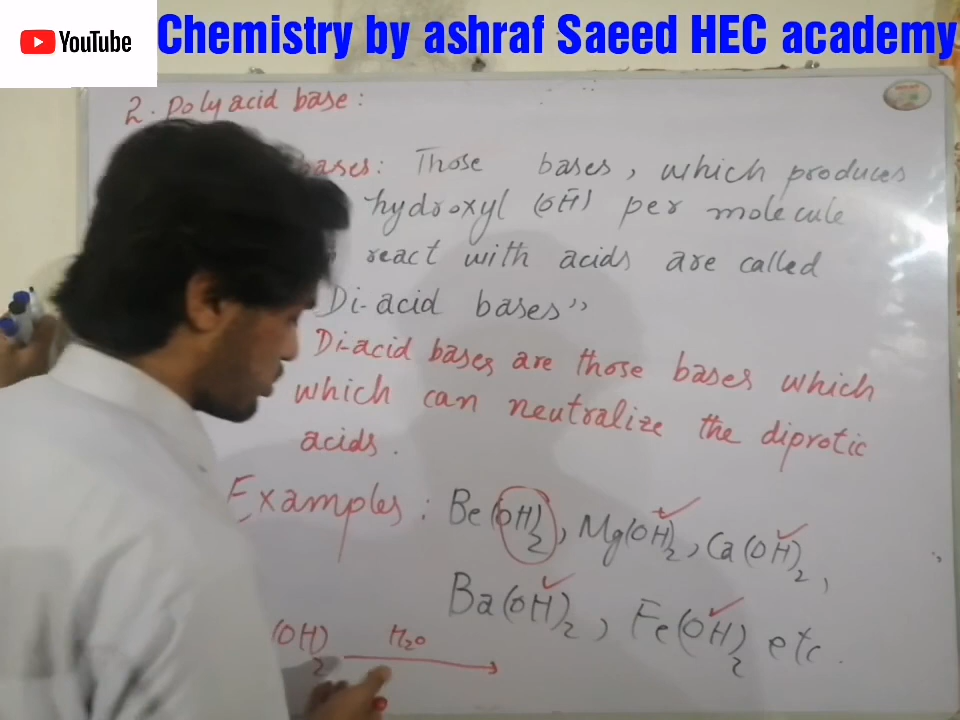 YouTube Chemistry by ashraf Saeed HEC academy
2. Polyacid base:
bases: Those bases, which produces
hydroxyl (OH̄) per molecule
react with acids are called
Di-acid bases”
Di-acid bases are those bases which
which can neutralize the diprotic
acids.
Examples: Be(OH)₂, Mg(OH)₂, Ca(OH)₂,
Ba(OH)₂, Fe(OH)₂ etc.
(OH)₂ H₂O →